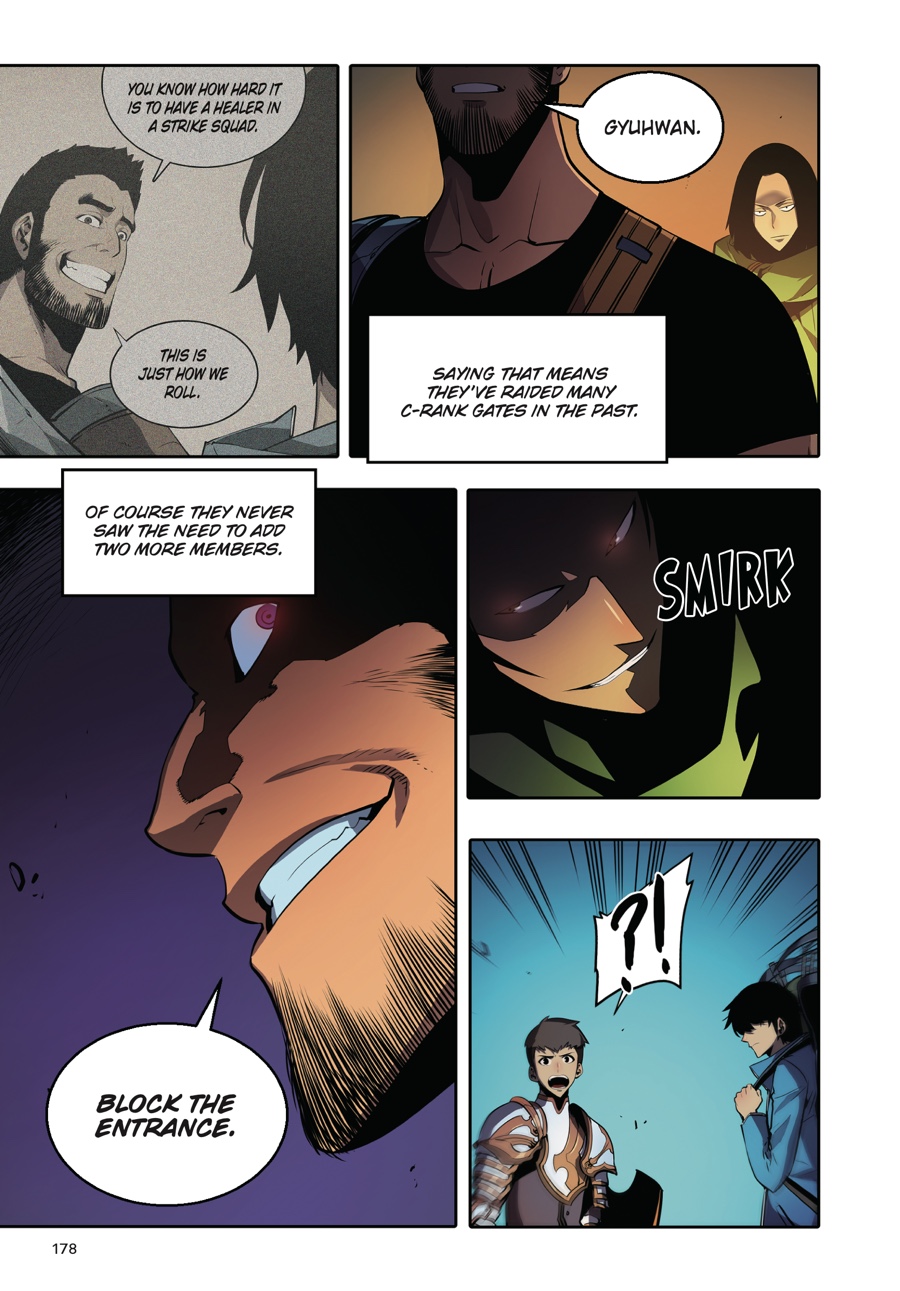 YOU KNOW HOW HARD IT
IS TO HAVE A HEALER IN
A STRIKE SQUAD.
THIS IS
JUST HOW WE
ROLL.
GYUHWAN.
SAYING THAT MEANS
THEY'VE RAIDED MANY
C-RANK GATES IN THE PAST.
OF COURSE THEY NEVER
SAW THE NEED TO ADD
TWO MORE MEMBERS.
BLOCK THE
ENTRANCE.
SMIRK
?!
178